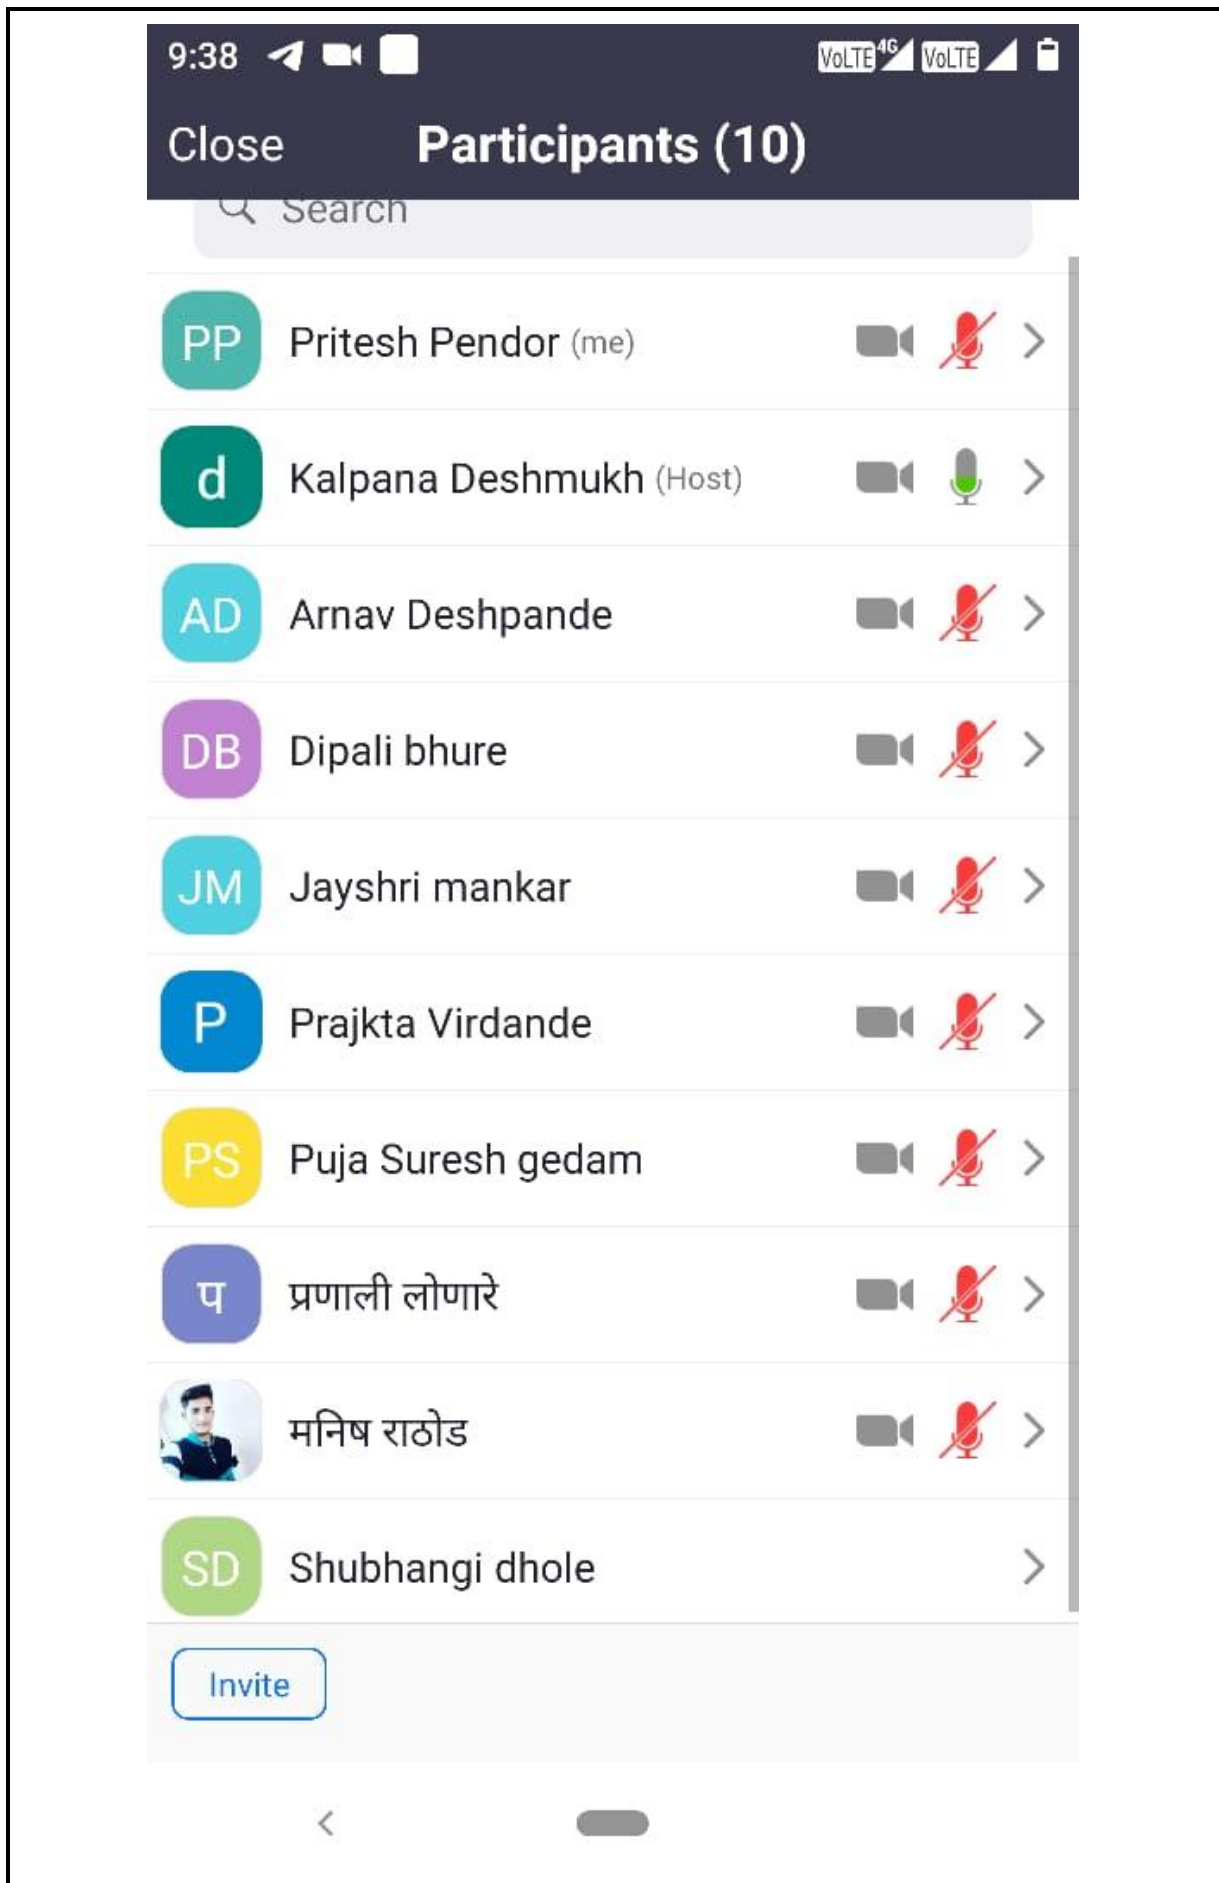 9:38 VoLTE 4G VoLTE
Close Participants (10)
Search
PP Pritesh Pendor (me)
d Kalpana Deshmukh (Host)
AD Arnav Deshpande
DB Dipali bhure
JM Jayshri mankar
P Prajkta Virdande
PS Puja Suresh gedam
प प्रणाली लोणारे
मनिष राठोड
SD Shubhangi dhole
Invite